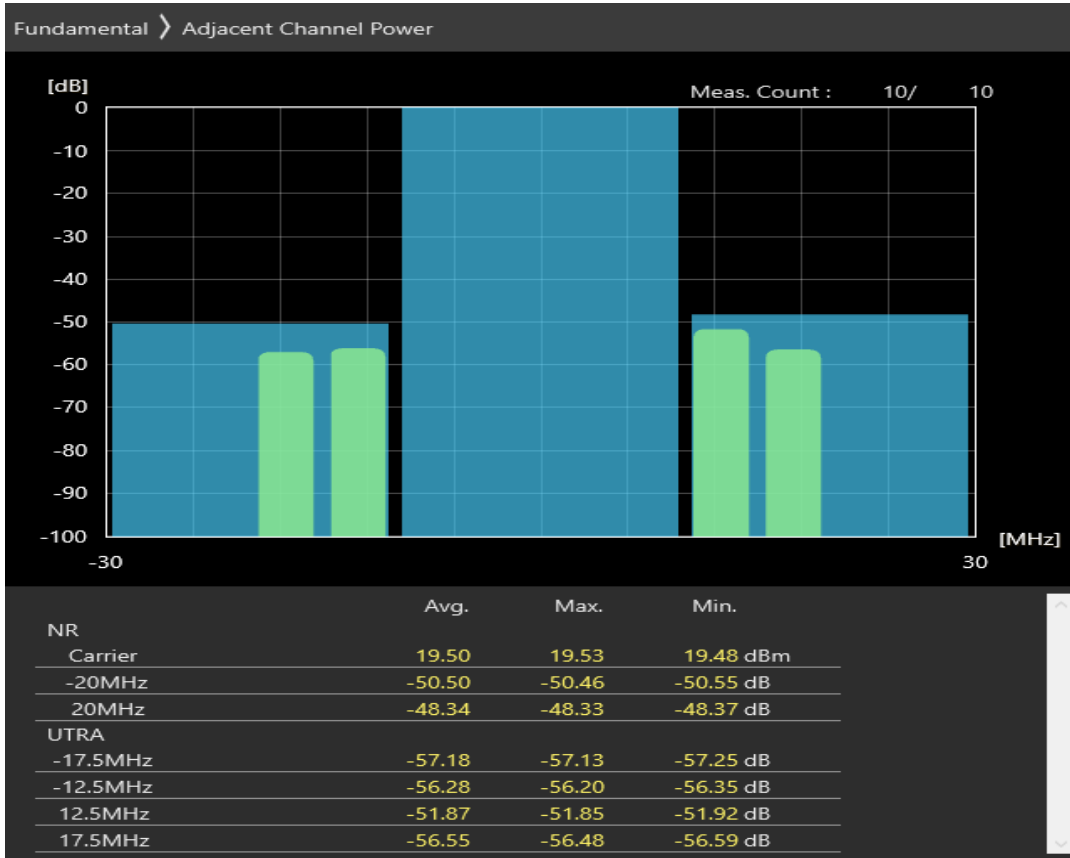 Fundamental ❭ Adjacent Channel Power
[dB]
Meas. Count : 10/ 10
0
-10
-20
-30
-40
-50
-60
-70
-80
-90
-100
[MHz]
-30 30
Avg. Max. Min.
NR
Carrier 19.50 19.53 19.48 dBm
-20MHz -50.50 -50.46 -50.55 dB
20MHz -48.34 -48.33 -48.37 dB
UTRA
-17.5MHz -57.18 -57.13 -57.25 dB
-12.5MHz -56.28 -56.20 -56.35 dB
12.5MHz -51.87 -51.85 -51.92 dB
17.5MHz -56.55 -56.48 -56.59 dB